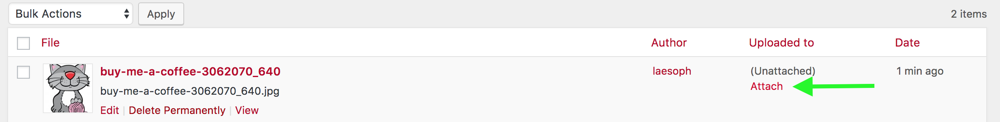 Bulk Actions Apply 2 items
File Author Uploaded to Date
buy-me-a-coffee-3062070_640 laesoph (Unattached) 1 min ago
Attach
buy-me-a-coffee-3062070_640.jpg
Edit | Delete Permanently | View